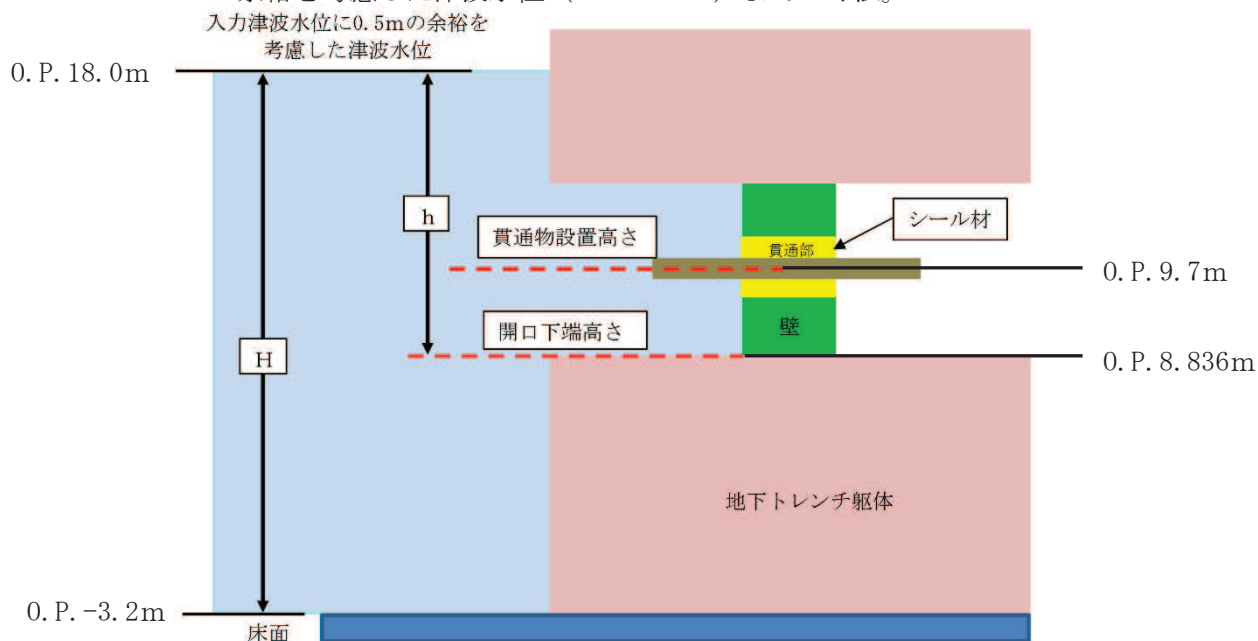 入力津波水位に0.5mの余裕を
考慮した津波水位
O.P.18.0m
h
シール材
貫通物設置高さ
貫通部
O.P.9.7m
開口下端高さ
壁
H
O.P.8.836m
地下トレンチ躯体
O.P.-3.2m
床面